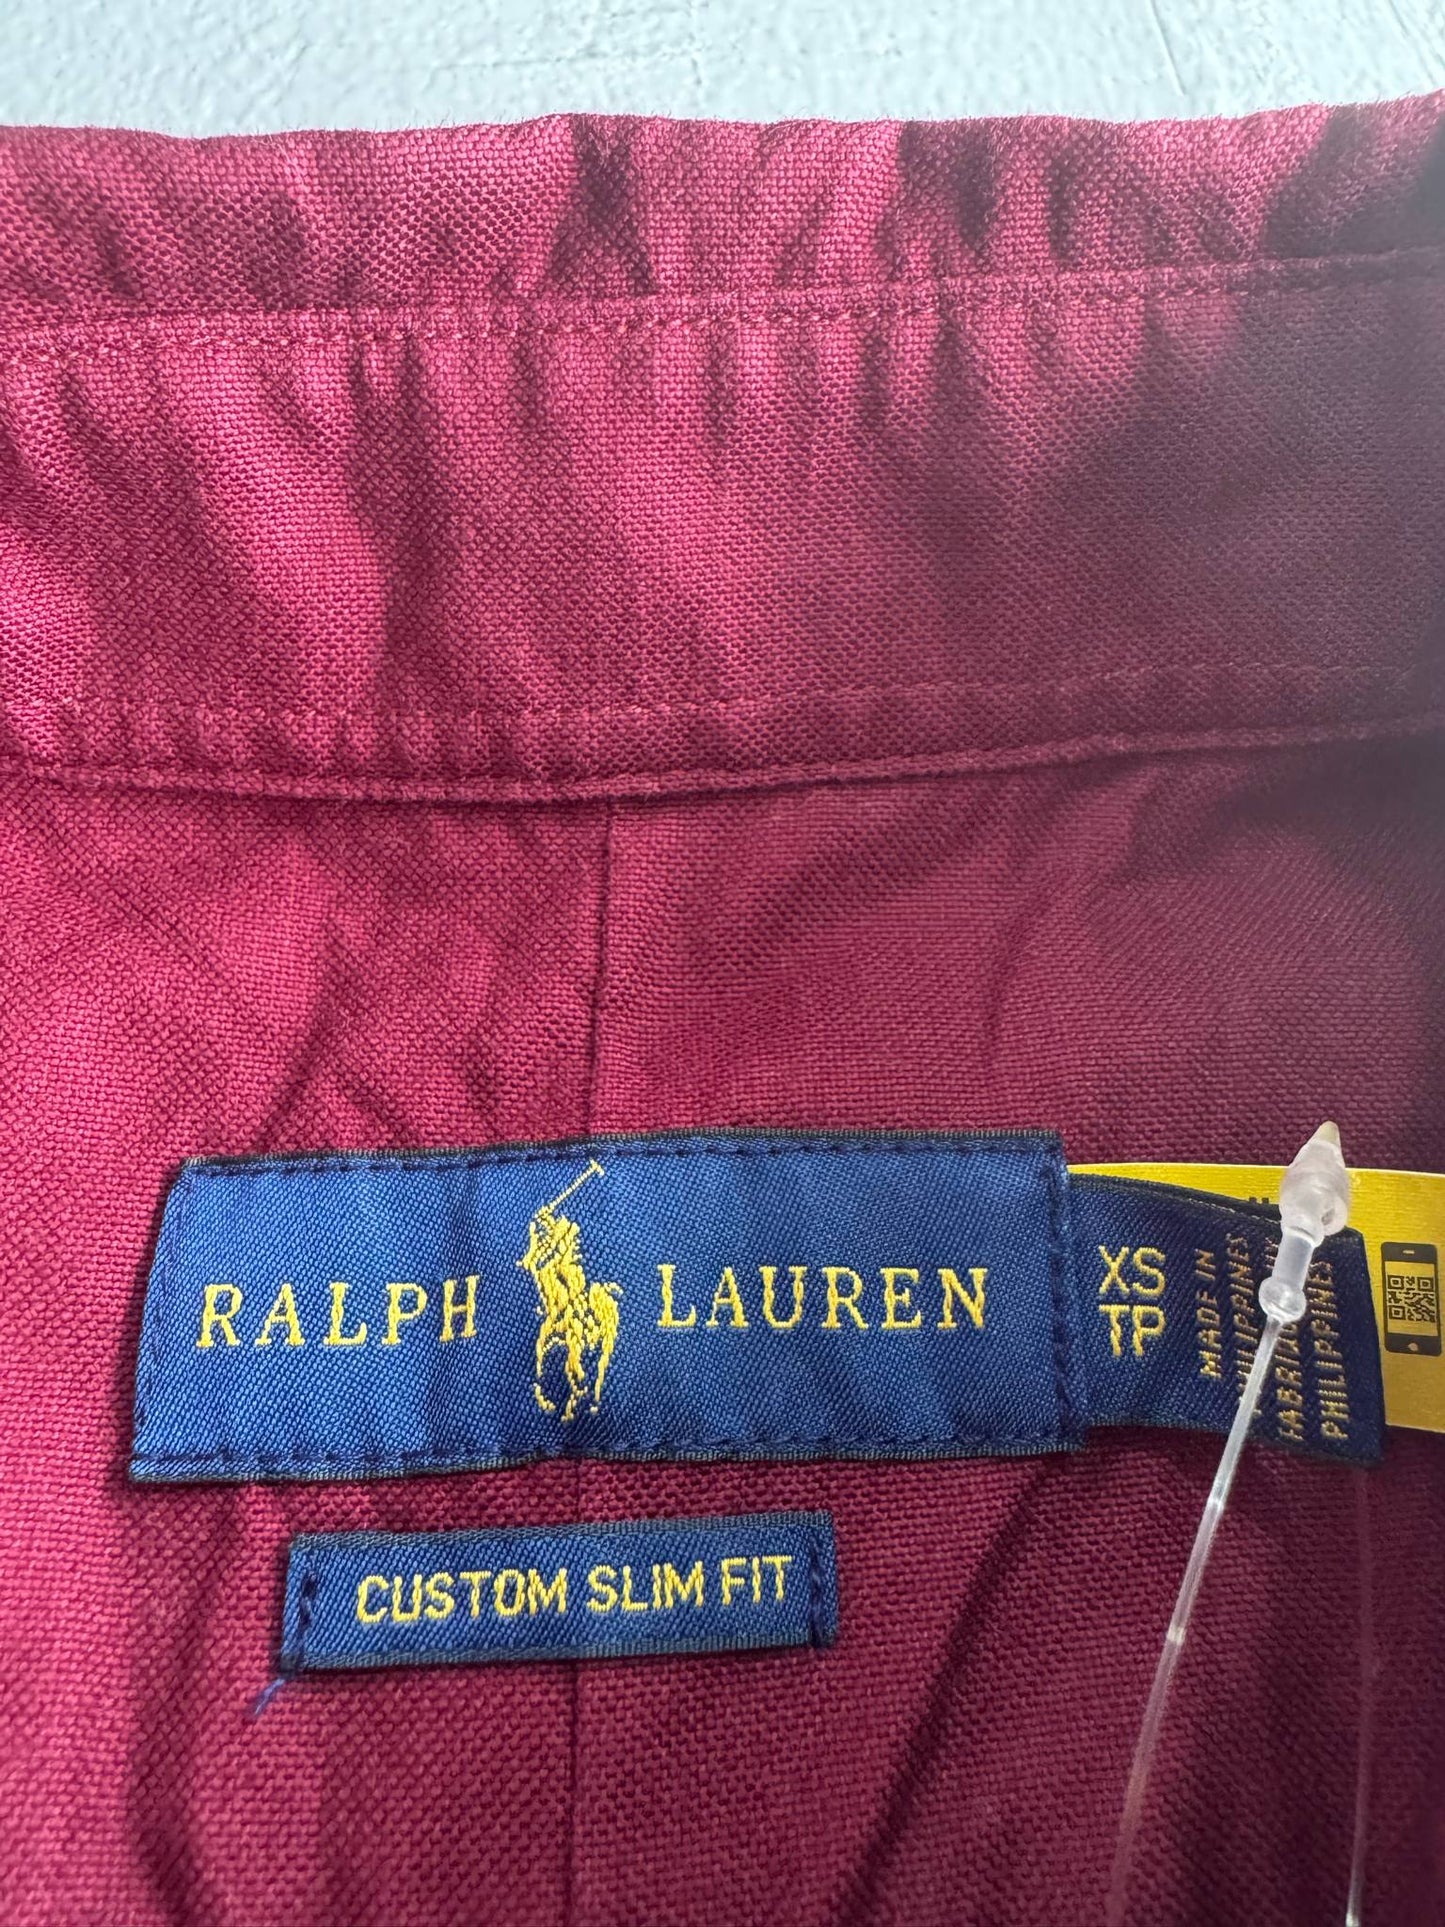 RALPH LAUREN
XS
TP
MADE IN
PHILIPPINES
PHILIPPINES
CUSTOM SLIM FIT